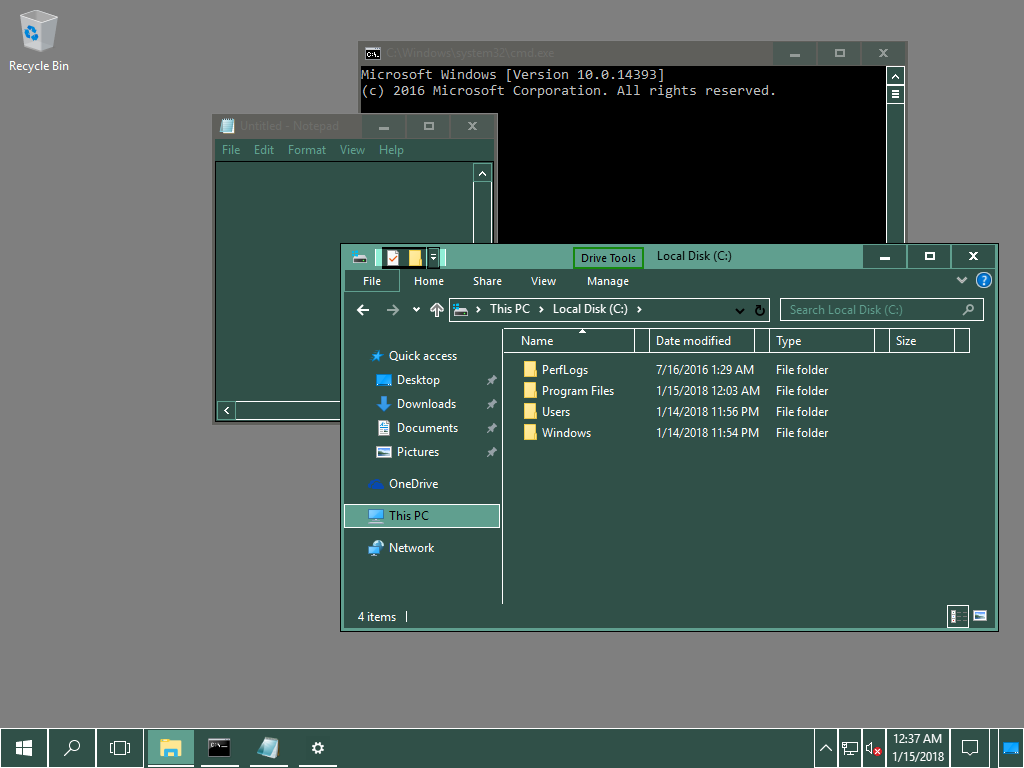 Recycle Bin
C:\Windows\system32\cmd.exe
Microsoft Windows [Version 10.0.14393]
(c) 2016 Microsoft Corporation. All rights reserved.
Untitled - Notepad
File Edit Format View Help
Drive Tools Local Disk (C:)
File Home Share View Manage
This PC Local Disk (C:) Search Local Disk (C:)
Name Date modified Type Size
Quick access
Desktop
Downloads
Documents
Pictures
OneDrive
This PC
Network
PerfLogs 7/16/2016 1:29 AM File folder
Program Files 1/15/2018 12:03 AM File folder
Users 1/14/2018 11:56 PM File folder
Windows 1/14/2018 11:54 PM File folder
4 items
12:37 AM
1/15/2018